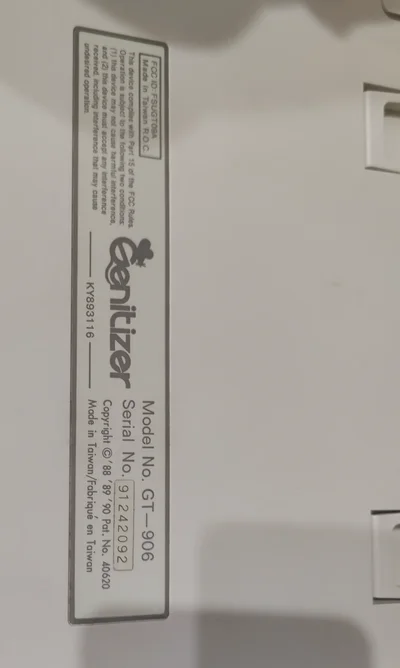 FCC ID: FSUGT09A
Made in Taiwan R.O.C.
This device complies with Part 15 of the FCC Rules.
Operation is subject to the following two conditions:
(1) this device may not cause harmful interference,
and (2) this device must accept any interference
received, including interference that may cause
undesired operation.
Genitizer
KY893116
Model No. GT-906
Serial No. 91242092
Copyright ©'88 '89 '90 Pat. No. 40620
Made in Taiwan/Fabriqué en Taiwan